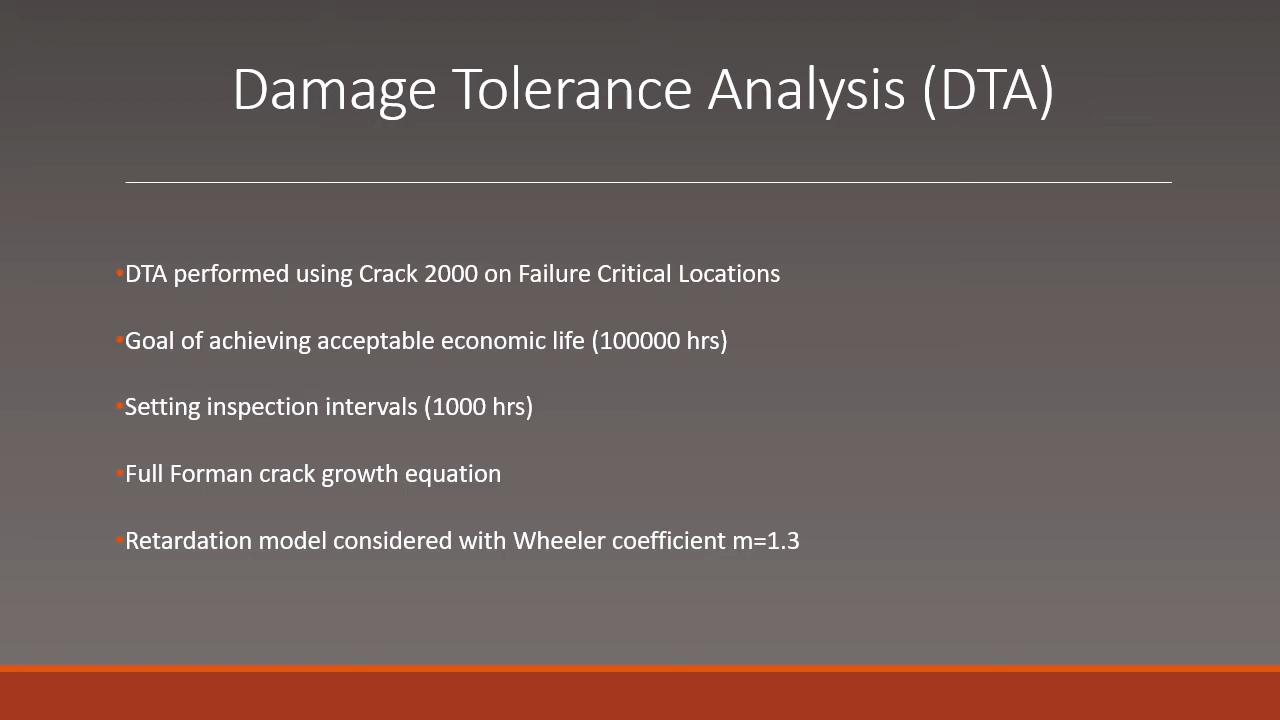 Damage Tolerance Analysis (DTA)
•DTA performed using Crack 2000 on Failure Critical Locations
•Goal of achieving acceptable economic life (100000 hrs)
•Setting inspection intervals (1000 hrs)
•Full Forman crack growth equation
•Retardation model considered with Wheeler coefficient m=1.3